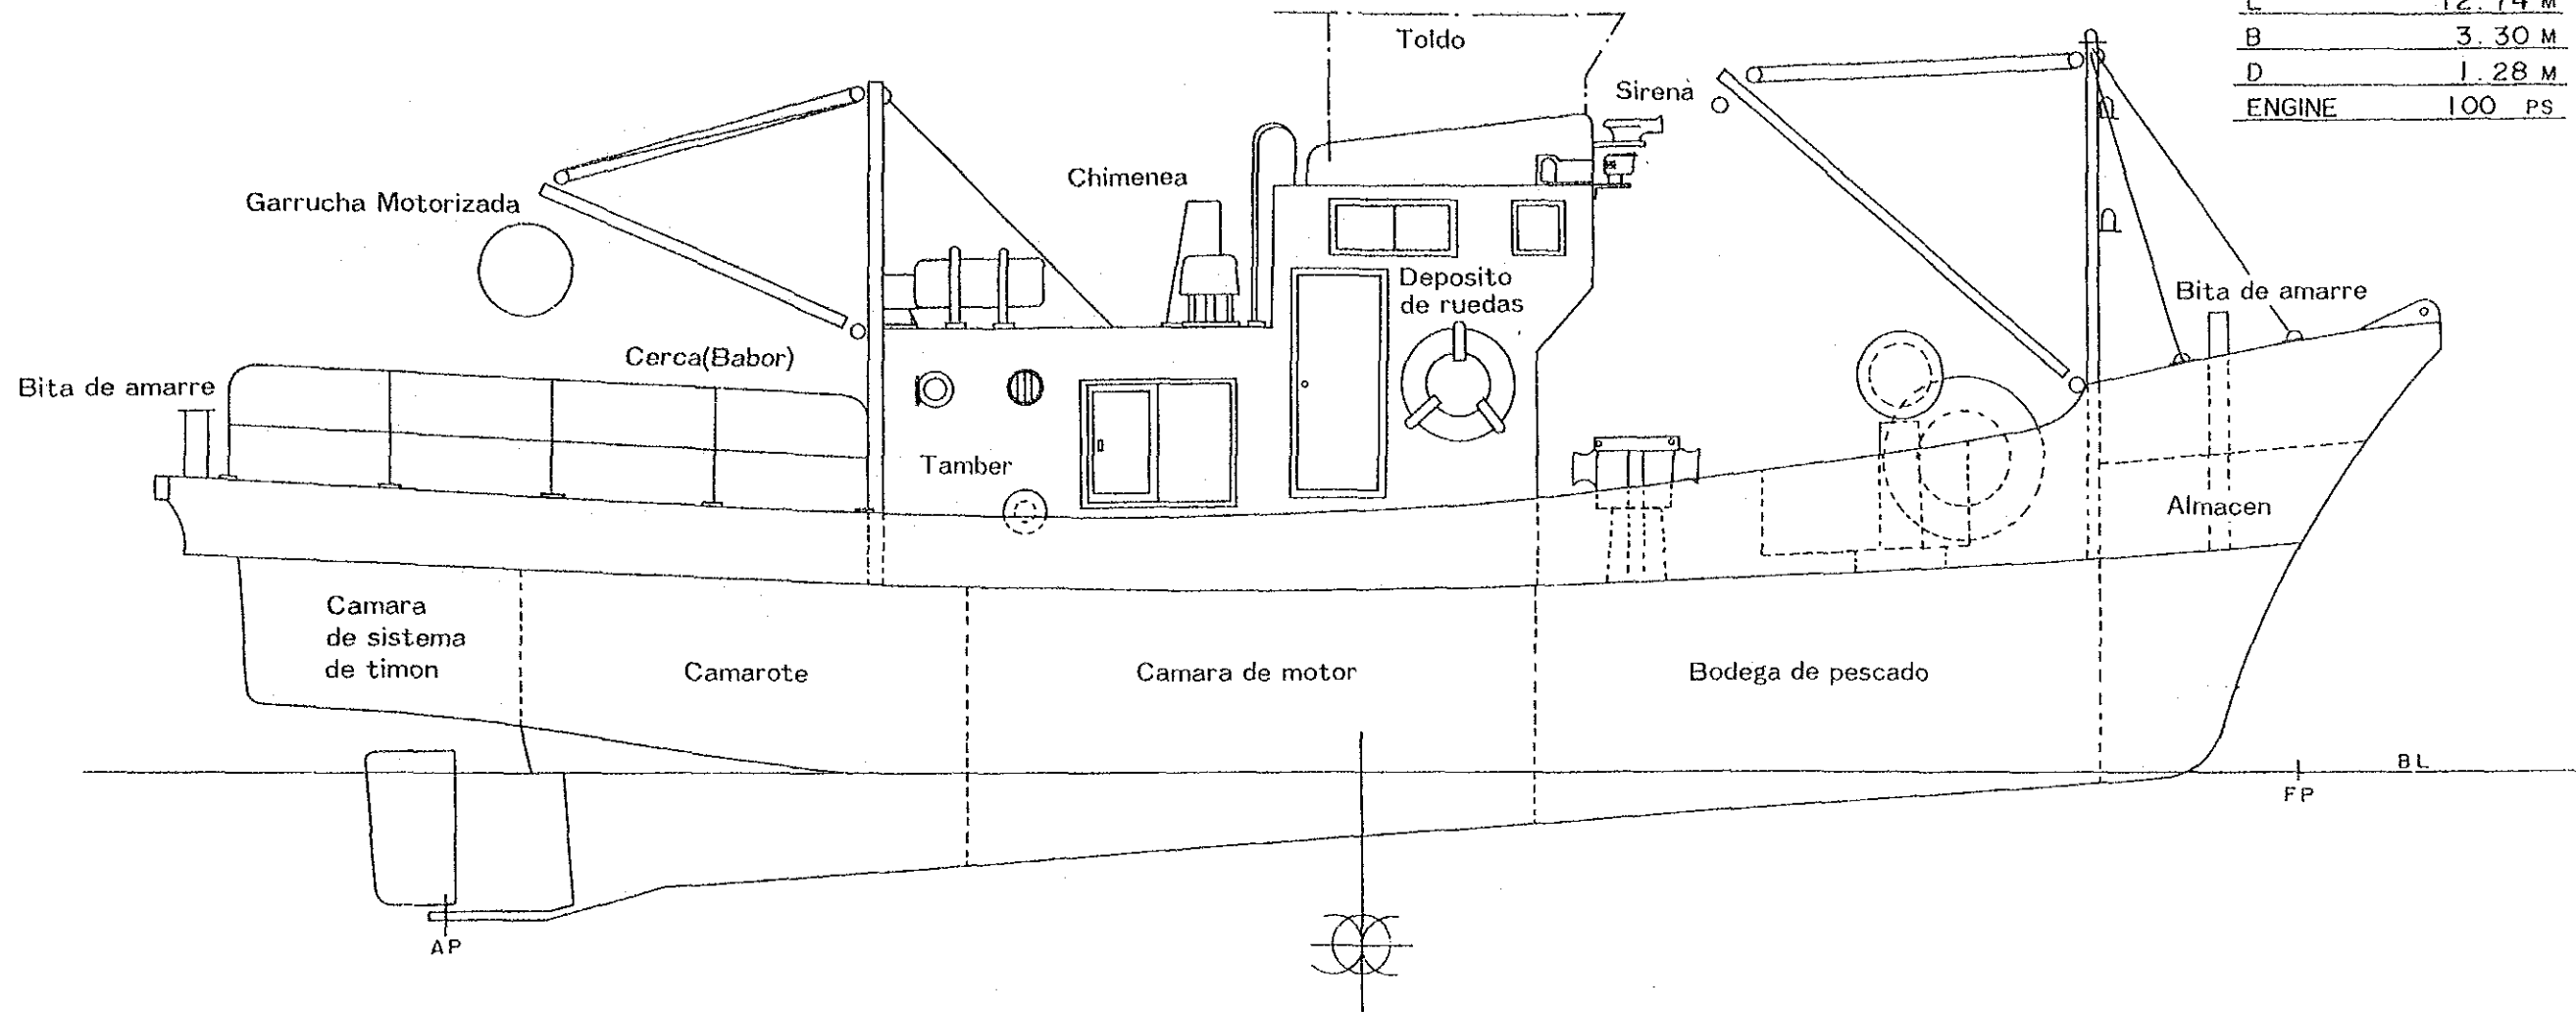 L 12.74 M
B 3.30 M
D 1.28 M
ENGINE 100 PS
Toldo
Sirena
Chimenea
Garrucha Motorizada
Deposito
de ruedas
Bita de amarre
Cerca(Babor)
Bita de amarre
Tamber
Almacen
Camara
de sistema
de timon
Camarote
Camara de motor
Bodega de pescado
BL
FP
AP